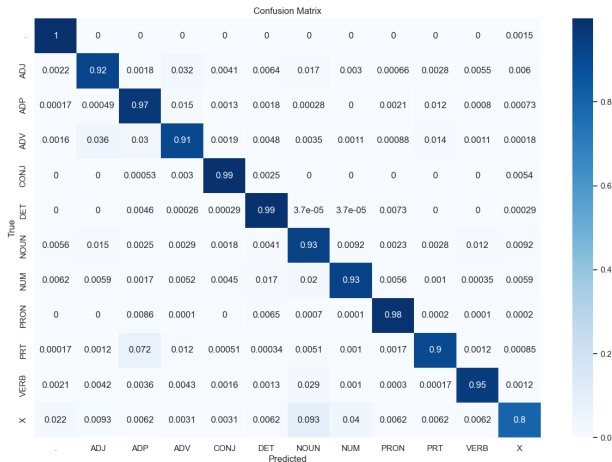 Confusion Matrix
. 1 0 0 0 0 0 0 0 0 0 0 0.0015
ADJ 0.0022 0.92 0.0018 0.032 0.0041 0.0064 0.017 0.003 0.00066 0.0028 0.0055 0.006
0.8
ADP 0.00017 0.00049 0.97 0.015 0.0013 0.0018 0.00028 0 0.0021 0.012 0.0008 0.00073
ADV 0.0016 0.036 0.03 0.91 0.0019 0.0048 0.0035 0.0011 0.00088 0.014 0.0011 0.00018
CONJ 0 0 0.00053 0.003 0.99 0.0025 0 0 0 0 0 0.0054
0.6
DET 0 0 0.0046 0.00026 0.00029 0.99 3.7e-05 3.7e-05 0.0073 0 0 0.00029
True
NOUN 0.0056 0.015 0.0025 0.0029 0.0018 0.0041 0.93 0.0092 0.0023 0.0028 0.012 0.0092
0.4
NUM 0.0062 0.0059 0.0017 0.0052 0.0045 0.017 0.02 0.93 0.0056 0.001 0.00035 0.0059
PRON 0 0 0.0086 0.0001 0 0.0065 0.0007 0.0001 0.98 0.0002 0.0001 0.0002
PRT 0.00017 0.0012 0.072 0.012 0.00051 0.00034 0.0051 0.001 0.0017 0.9 0.0012 0.00085
0.2
VERB 0.0021 0.0042 0.0036 0.0043 0.0016 0.0013 0.029 0.001 0.0003 0.00017 0.95 0.0012
X 0.022 0.0093 0.0062 0.0031 0.0031 0.0062 0.093 0.04 0.0062 0.0062 0.0062 0.8
0.0
. ADJ ADP ADV CONJ DET NOUN NUM PRON PRT VERB X
Predicted